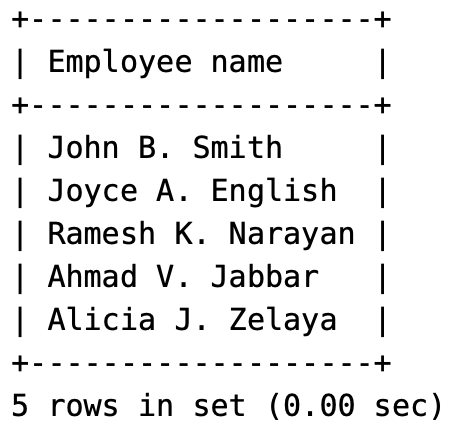 +-------------------+
| Employee name     |
+-------------------+
| John B. Smith     |
| Joyce A. English  |
| Ramesh K. Narayan |
| Ahmad V. Jabbar   |
| Alicia J. Zelaya  |
+-------------------+
5 rows in set (0.00 sec)